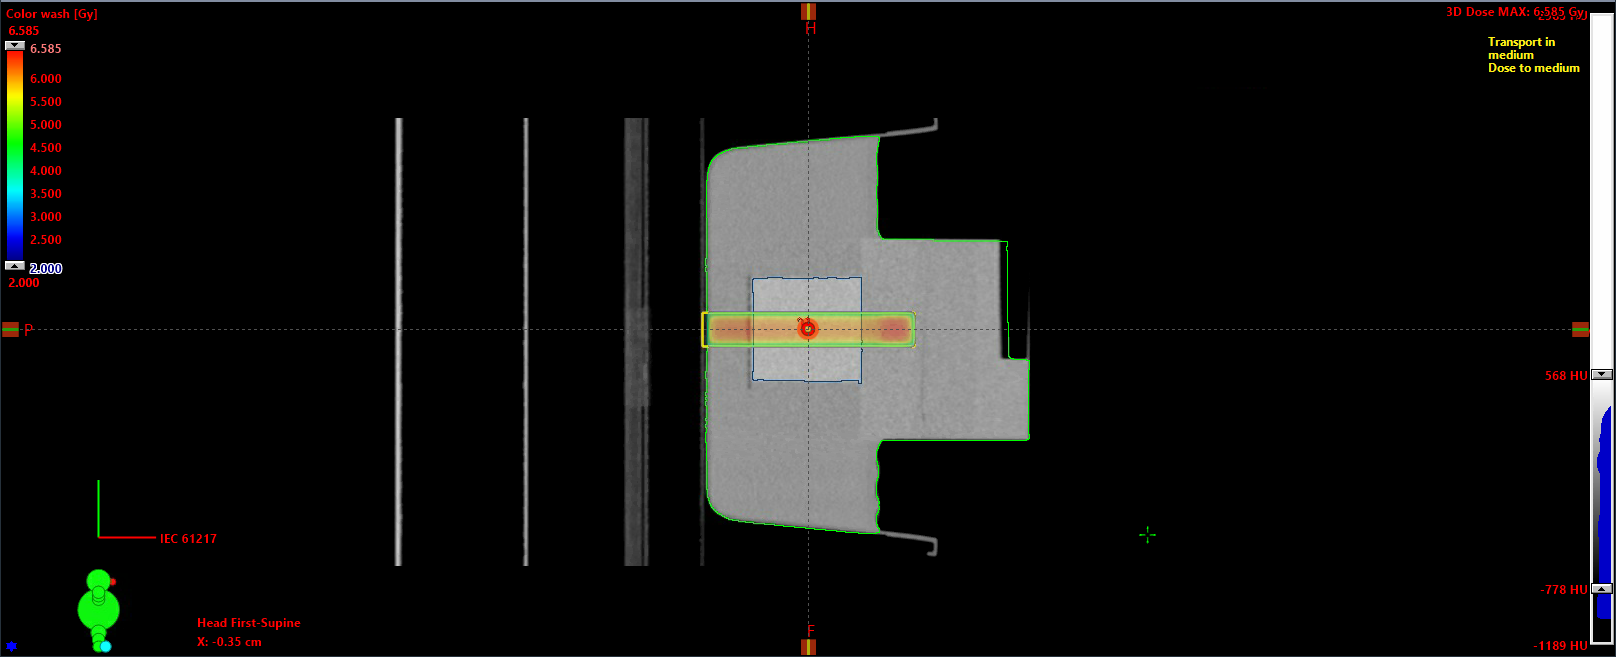 Color wash [Gy]
6.585
6.585
6.000
5.500
5.000
4.500
4.000
3.500
3.000
2.500
2.000
2.000
H
3D Dose MAX: 6.585 Gy
Transport in
medium
Dose to medium
P
568 HU
-778 HU
-1189 HU
IEC 61217
Head First-Supine
X: -0.35 cm
F